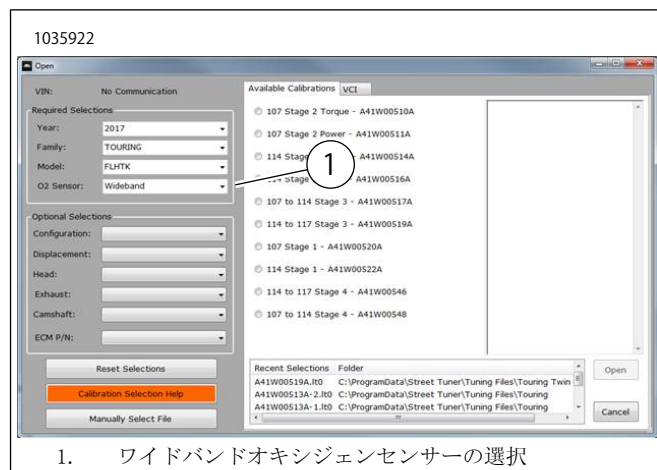 1035922
Open
VIN: No Communication
Required Selections
Year: 2017
Family: TOURING
Model: FLHTK
O2 Sensor: Wideband
Optional Selections
Configuration:
Displacement:
Head:
Exhaust:
Camshaft:
ECM P/N:
Reset Selections
Calibration Selection Help
Manually Select File
Available Calibrations VCI
107 Stage 2 Torque - A41W00510A
107 Stage 2 Power - A41W00511A
114 Stage A41W00514A
114 Stage A41W00516A
107 to 114 Stage 3 - A41W00517A
114 to 117 Stage 3 - A41W00519A
107 Stage 1 - A41W00520A
114 Stage 1 - A41W00522A
114 to 117 Stage 4 - A41W00546
107 to 114 Stage 4 - A41W00548
1
Recent Selections Folder
A41W00519A.lt0 C:\ProgramData\Street Tuner\Tuning Files\Touring Twin
A41W00513A-2.lt0 C:\ProgramData\Street Tuner\Tuning Files\Touring
A41W00513A-1.lt0 C:\ProgramData\Street Tuner\Tuning Files\Touring
Open
Cancel
1. ワイドバンドオキシジェンセンサーの選択